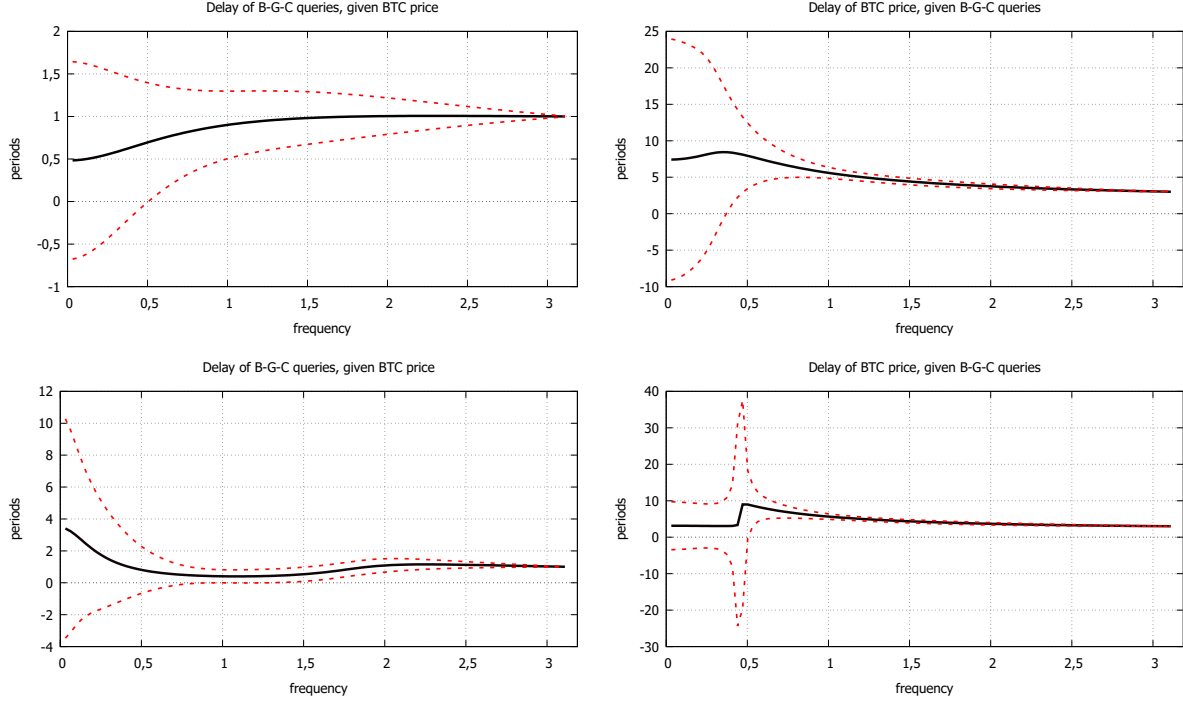 Delay of B-G-C queries, given BTC price
2
1,5
1
0,5
0
-0,5
-1
periods
0 0,5 1 1,5 2 2,5 3
frequency
Delay of BTC price, given B-G-C queries
25
20
15
10
5
0
-5
-10
periods
0 0,5 1 1,5 2 2,5 3
frequency
Delay of B-G-C queries, given BTC price
12
10
8
6
4
2
0
-2
-4
periods
0 0,5 1 1,5 2 2,5 3
frequency
Delay of BTC price, given B-G-C queries
40
30
20
10
0
-10
-20
-30
periods
0 0,5 1 1,5 2 2,5 3
frequency